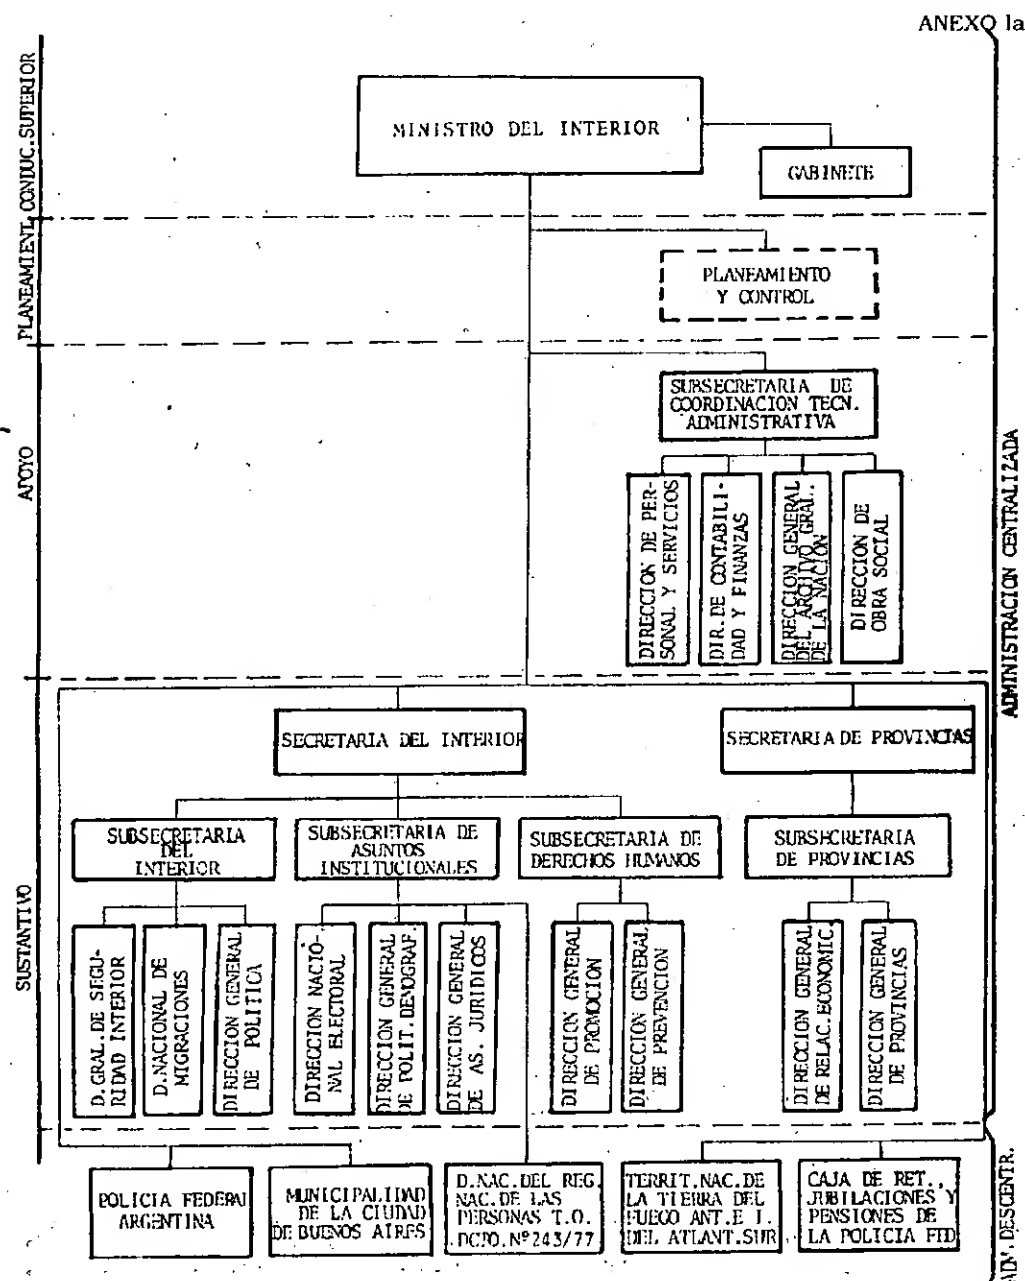 ANEXO Ia
PLANEAMIENT. CONDUC. SUPERIOR
MINISTRO DEL INTERIOR
GABINETE
PLANEAMIENTO
Y CONTROL
APOYO
SUBSECRETARIA DE
COORDINACION TECN.
ADMINISTRATIVA
DIRECCION DE PER-
SONAL Y SERVICIOS
DIR. DE CONTABILI-
DAD Y FINANZAS
DIRECCION GENERAL
DEL ARCHIVO GRAL..
DE LA NACION
DIRECCION DE
OBRA SOCIAL
ADMINISTRACION CENTRALIZADA
SUSTANTIVO
SECRETARIA DEL INTERIOR
SECRETARIA DE PROVINCIAS
SUBSECRETARIA
DEL
INTERIOR
SUBSECRETARIA DE
ASUNTOS
INSTITUCIONALES
SUBSECRETARIA DE
DERECHOS HUMANOS
SUBSECRETARIA
DE PROVINCIAS
D. GRAL. DE SEGU-
RIDAD INTERIOR
D. NACIONAL DE
MIGRACIONES
DIRECCION GENERAL
DE POLITICA
DIRECCION NACIO-
NAL ELECTORAL
DIRECCION GENERAL
DE POLIT. DEMOGRAF.
DIRECCION GENERAL
DE AS. JURIDICOS
DIRECCION GENERAL
DE PROMOCION
DIRECCION GENERAL
DE PREVENCION
DIRECCION GENERAL
DE RELAC. ECONOMIC.
DIRECCION GENERAL
DE PROVINCIAS
POLICIA FEDERAL
ARGENTINA
MUNICIPALIDAD
DE LA CIUDAD
DE BUENOS AIRES
D. NAC. DEL REG.
NAC. DE LAS
PERSONAS T.O.
DCTO. Nº 243/77
TERRIT. NAC. DE
LA TIERRA DEL
FUEGO ANT. E I.
DEL ATLANT. SUR
CAJA DE RET.,
JUBILACIONES Y
PENSIONES DE
LA POLICIA FED
ADM. DESCENTR.